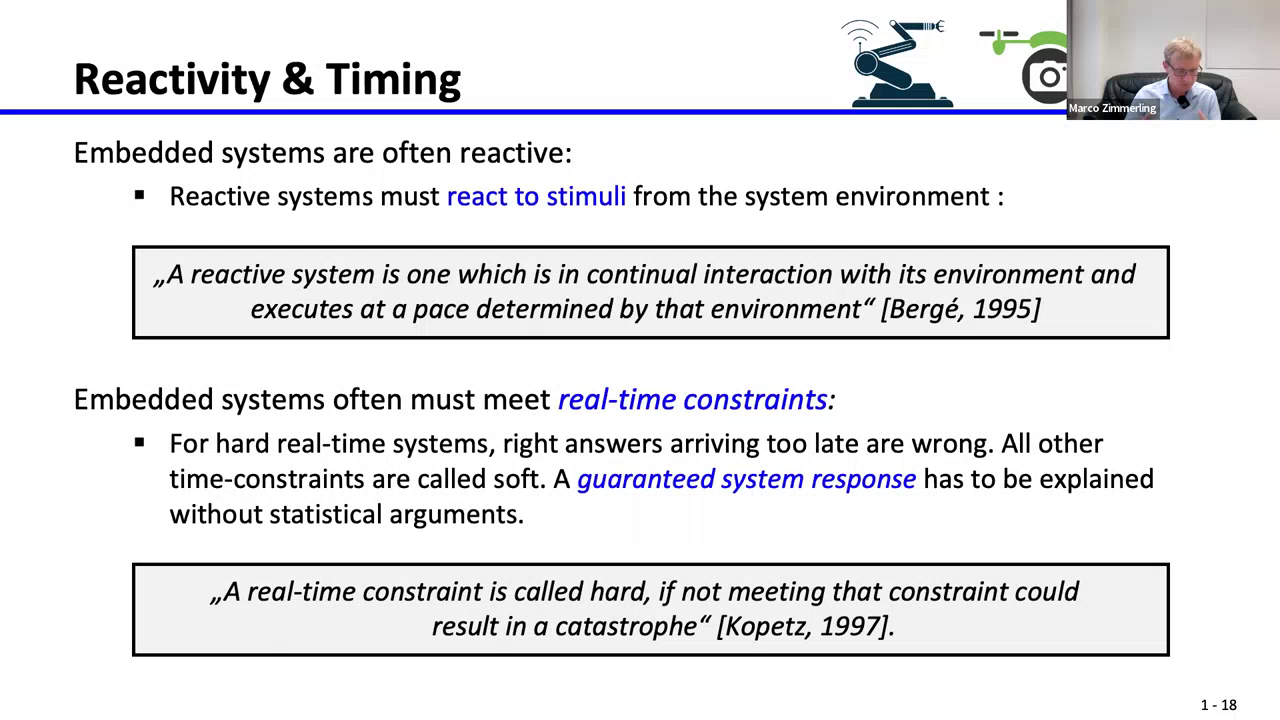 Reactivity & Timing
Marco Zimmerling
Embedded systems are often reactive:
▪ Reactive systems must react to stimuli from the system environment :
„A reactive system is one which is in continual interaction with its environment and
executes at a pace determined by that environment“ [Bergé, 1995]
Embedded systems often must meet real-time constraints:
▪ For hard real-time systems, right answers arriving too late are wrong. All other
time-constraints are called soft. A guaranteed system response has to be explained
without statistical arguments.
„A real-time constraint is called hard, if not meeting that constraint could
result in a catastrophe“ [Kopetz, 1997].
1 - 18